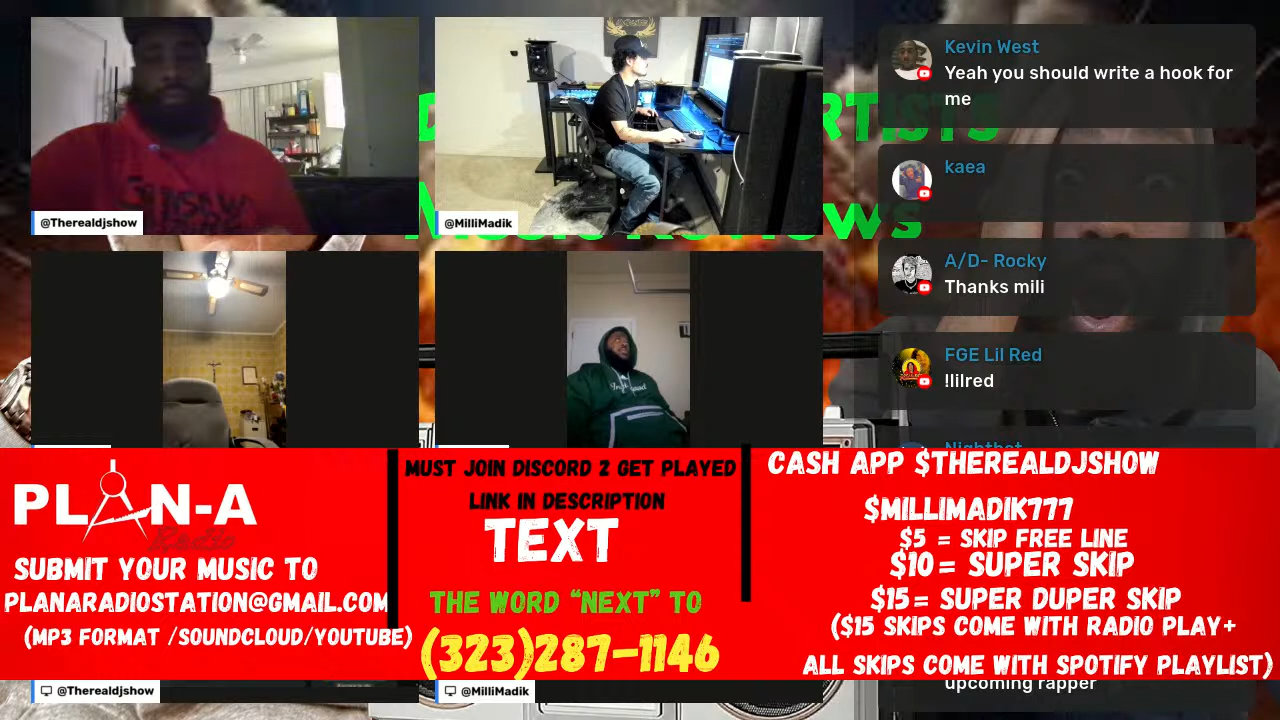 @Therealdjshow
@MilliMadik
Kevin West
Yeah you should write a hook for
me
kaea
A/D- Rocky
Thanks mili
FGE Lil Red
!lilred
Nightbot
PLAN-A
Radio
SUBMIT YOUR MUSIC TO
PLANARADIOSTATION@GMAIL.COM
(MP3 FORMAT /SOUNDCLOUD/YOUTUBE)
MUST JOIN DISCORD 2 GET PLAYED
LINK IN DESCRIPTION
TEXT
THE WORD “NEXT” TO
(323)287-1146
CASH APP $THEREALDJSHOW
$MILLIMADIK777
$5 = SKIP FREE LINE
$10 = SUPER SKIP
$15 = SUPER DUPER SKIP
($15 SKIPS COME WITH RADIO PLAY+
ALL SKIPS COME WITH SPOTIFY PLAYLIST)
@Therealdjshow
@MilliMadik
upcoming rapper